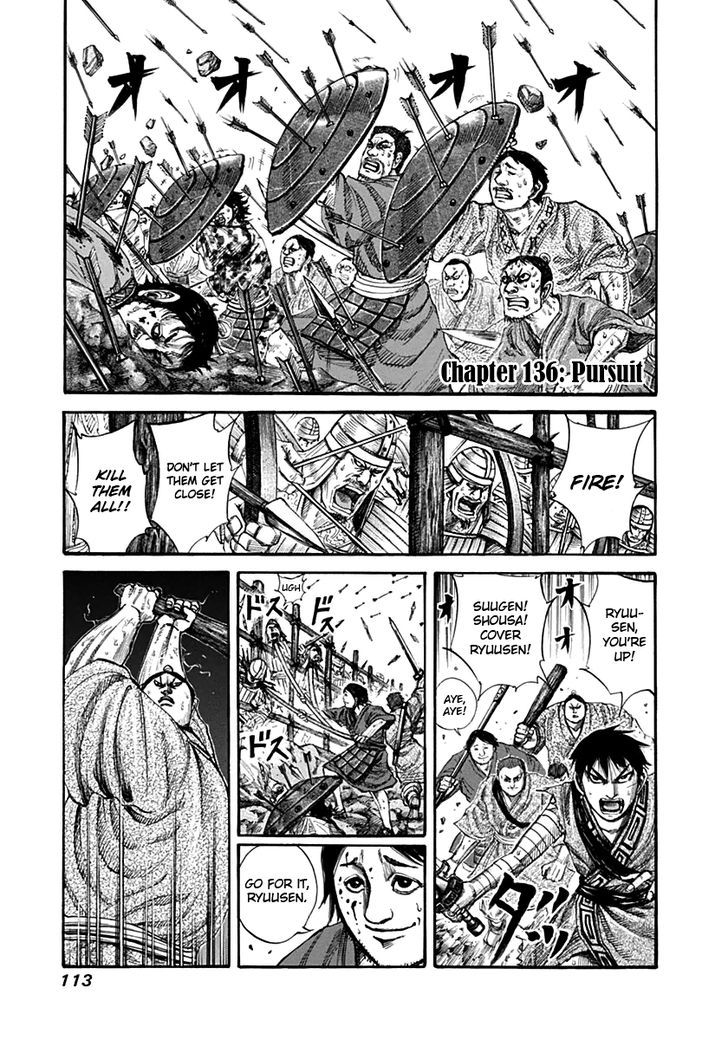 オ オ オ オ
Chapter 136: Pursuit
FIRE!
DON'T LET
THEM GET
CLOSE!
KILL
THEM
ALL!!
RYUU-
SEN,
YOU'RE
UP!
オオ
SUUGEN!
SHOUSA!
COVER
RYUUSEN!
AYE,
AYE!
ダッ
UGH
ドス
ドス
ドス
GO FOR IT,
RYUUSEN.
113